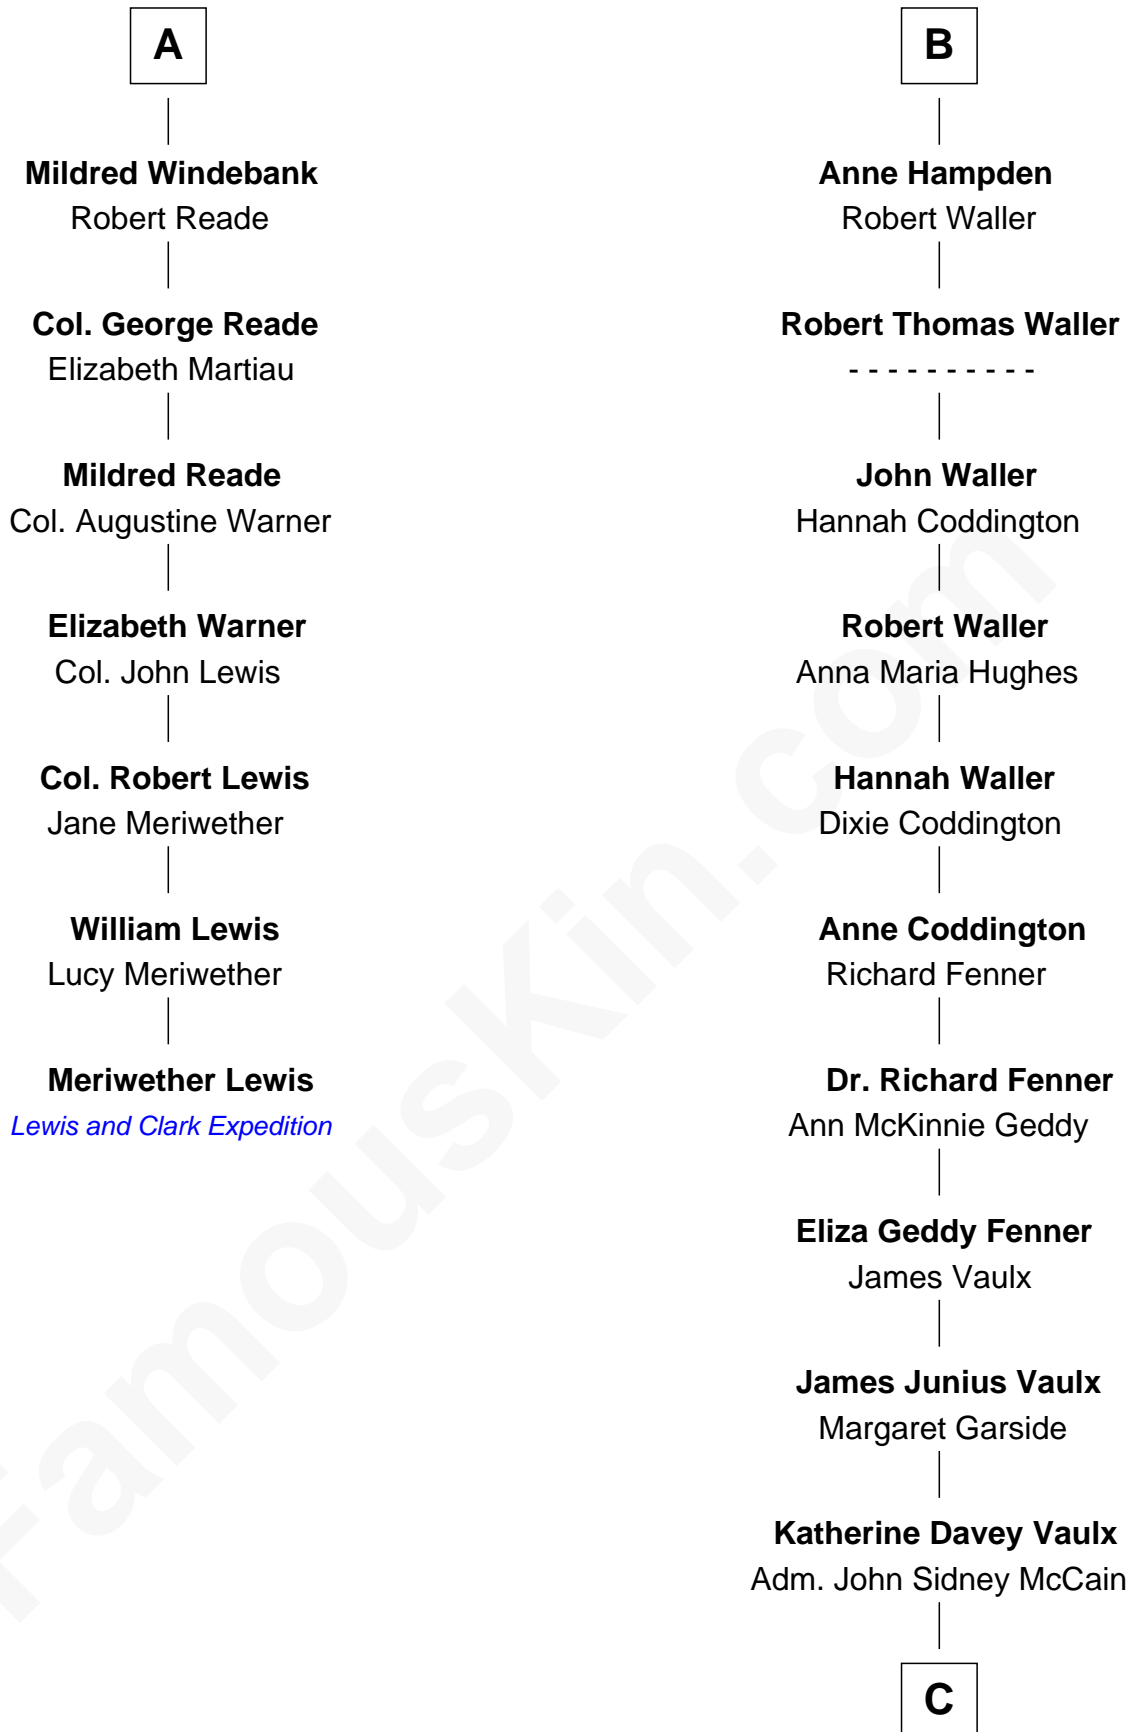 A
Mildred Windebank
Robert Reade
Col. George Reade
Elizabeth Martiau
Mildred Reade
Col. Augustine Warner
Elizabeth Warner
Col. John Lewis
Col. Robert Lewis
Jane Meriwether
William Lewis
Lucy Meriwether
Meriwether Lewis
Lewis and Clark Expedition
B
Anne Hampden
Robert Waller
Robert Thomas Waller
- - - - - - - - - -
John Waller
Hannah Coddington
Robert Waller
Anna Maria Hughes
Hannah Waller
Dixie Coddington
Anne Coddington
Richard Fenner
Dr. Richard Fenner
Ann McKinnie Geddy
Eliza Geddy Fenner
James Vaulx
James Junius Vaulx
Margaret Garside
Katherine Davey Vaulx
Adm. John Sidney McCain
C
FamousKin.com